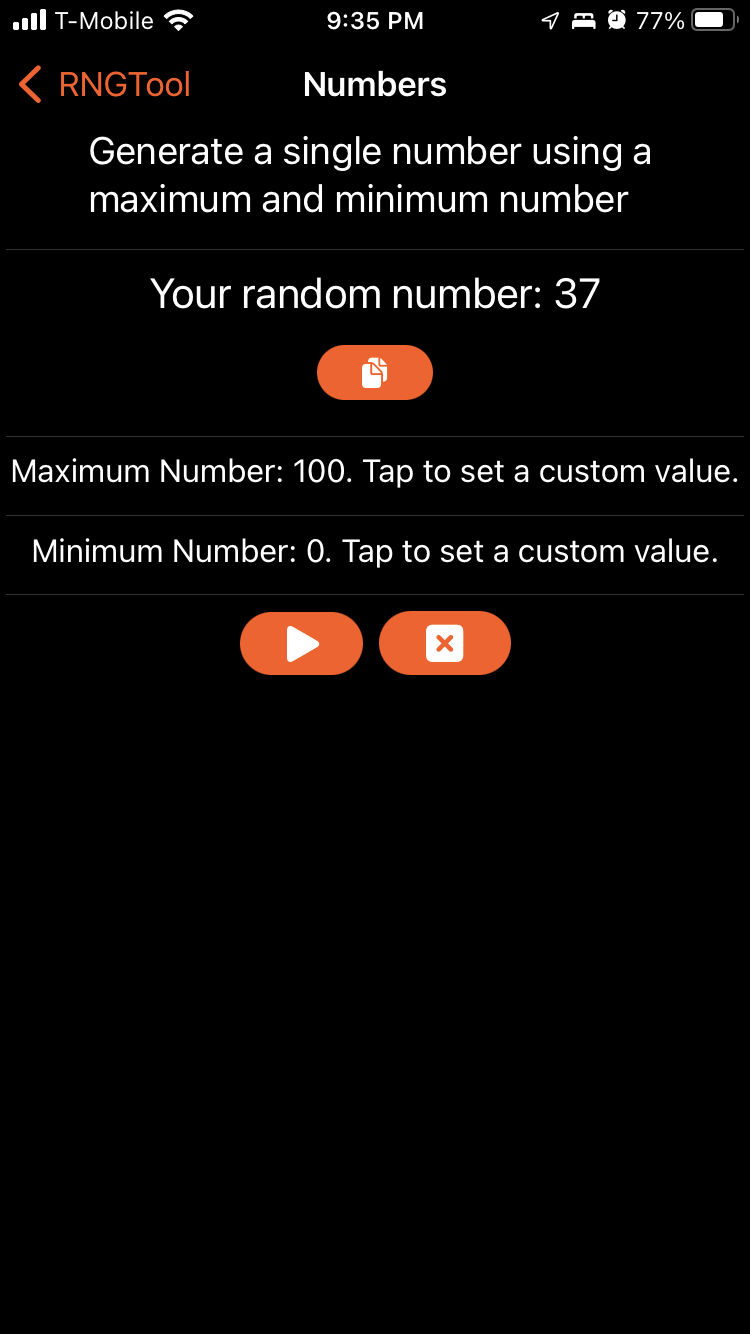 T-Mobile 9:35 PM 77%
RNGTool Numbers
Generate a single number using a
maximum and minimum number
Your random number: 37
Maximum Number: 100. Tap to set a custom value.
Minimum Number: 0. Tap to set a custom value.